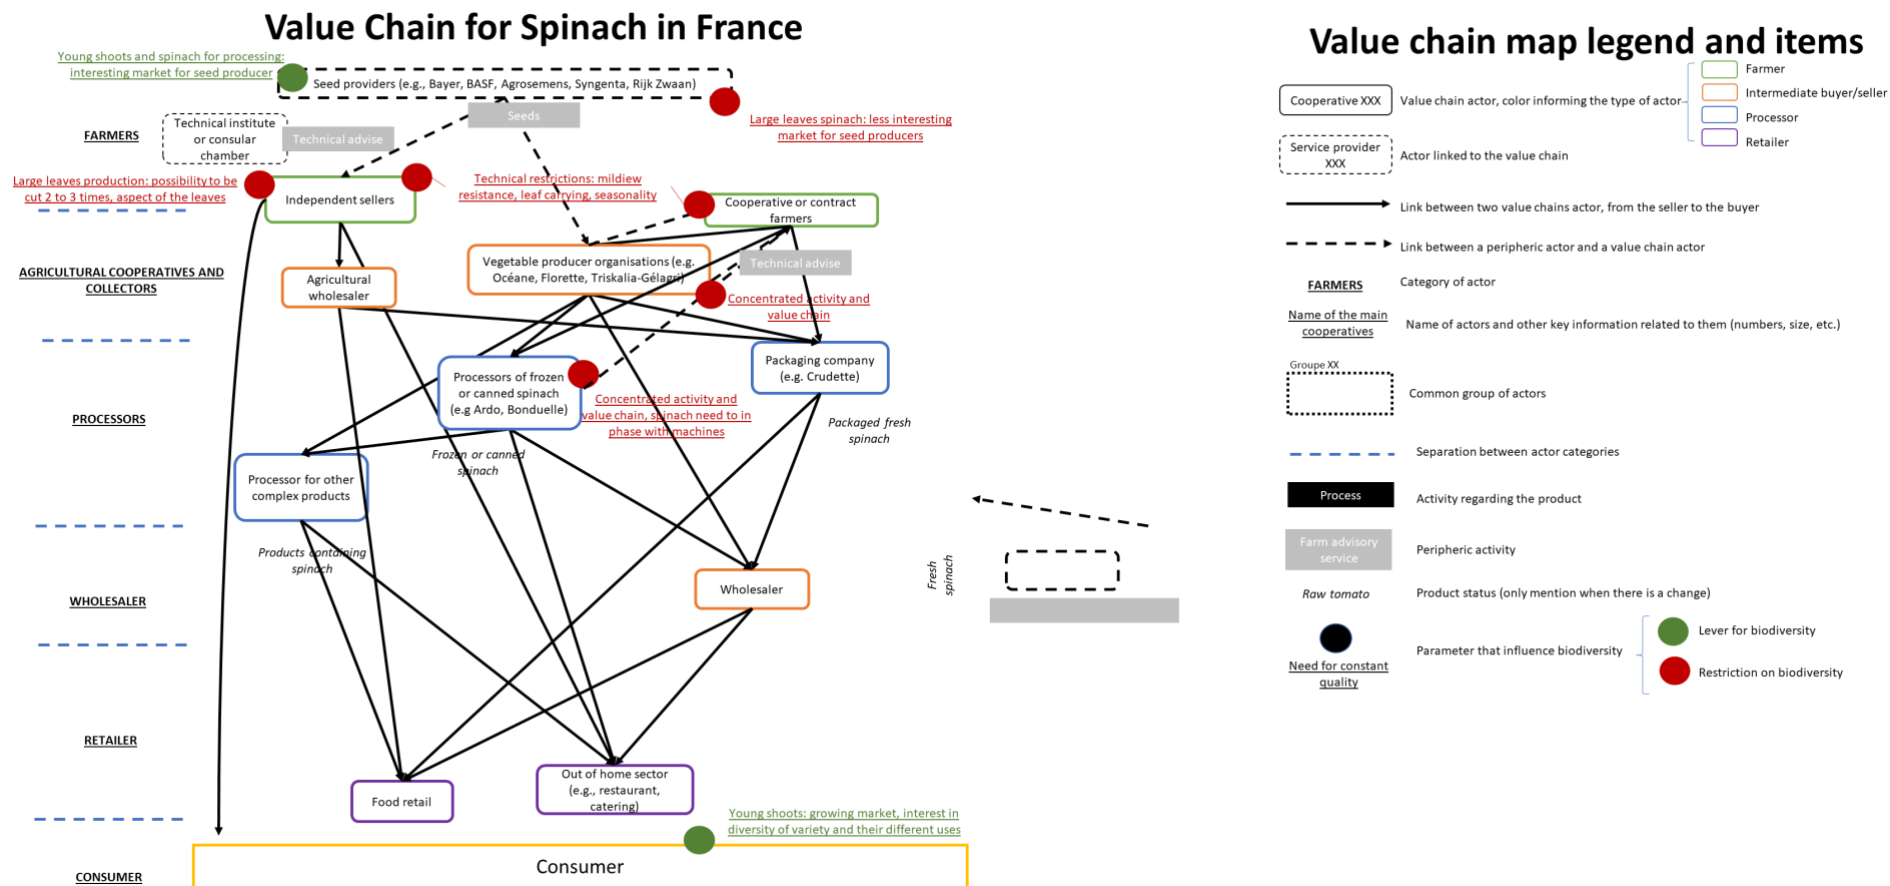 Value Chain for Spinach in France
Young shoots and spinach for processing:
interesting market for seed producer
Seed providers (e.g., Bayer, BASF, Agrosemens, Syngenta, Rijk Zwaan)
Large leaves spinach: less interesting
market for seed producers
Seeds
FARMERS
Technical institute
or consular
chamber
Technical advise
Large leaves production: possibility to be
cut 2 to 3 times, aspect of the leaves
Independent sellers
Technical restrictions: mildiew
resistance, leaf carrying, seasonality
Cooperative or contract
farmers
AGRICULTURAL COOPERATIVES AND
COLLECTORS
Agricultural
wholesaler
Vegetable producer organisations (e.g.
Océane, Florette, Triskalia-Gélagri)
Technical advise
Concentrated activity and
value chain
PROCESSORS
Processors of frozen
or canned spinach
(e.g Ardo, Bonduelle)
Packaging company
(e.g. Crudette)
Concentrated activity and
value chain, spinach need to in
phase with machines
Packaged fresh
spinach
Frozen or canned
spinach
Processor for other
complex products
Products containing
spinach
WHOLESALER
Wholesaler
Fresh
spinach
RETAILER
Food retail
Out of home sector
(e.g., restaurant,
catering)
Young shoots: growing market, interest in
diversity of variety and their different uses
CONSUMER
Consumer
Value chain map legend and items
Cooperative XXX
Value chain actor, color informing the type of actor
Farmer
Intermediate buyer/seller
Processor
Retailer
Service provider
XXX
Actor linked to the value chain
Link between two value chains actor, from the seller to the buyer
Link between a peripheric actor and a value chain actor
FARMERS
Category of actor
Name of the main
cooperatives
Name of actors and other key information related to them (numbers, size, etc.)
Groupe XX
Common group of actors
Separation between actor categories
Process
Activity regarding the product
Farm advisory
service
Peripheric activity
Raw tomato
Product status (only mention when there is a change)
Need for constant
quality
Parameter that influence biodiversity
Lever for biodiversity
Restriction on biodiversity